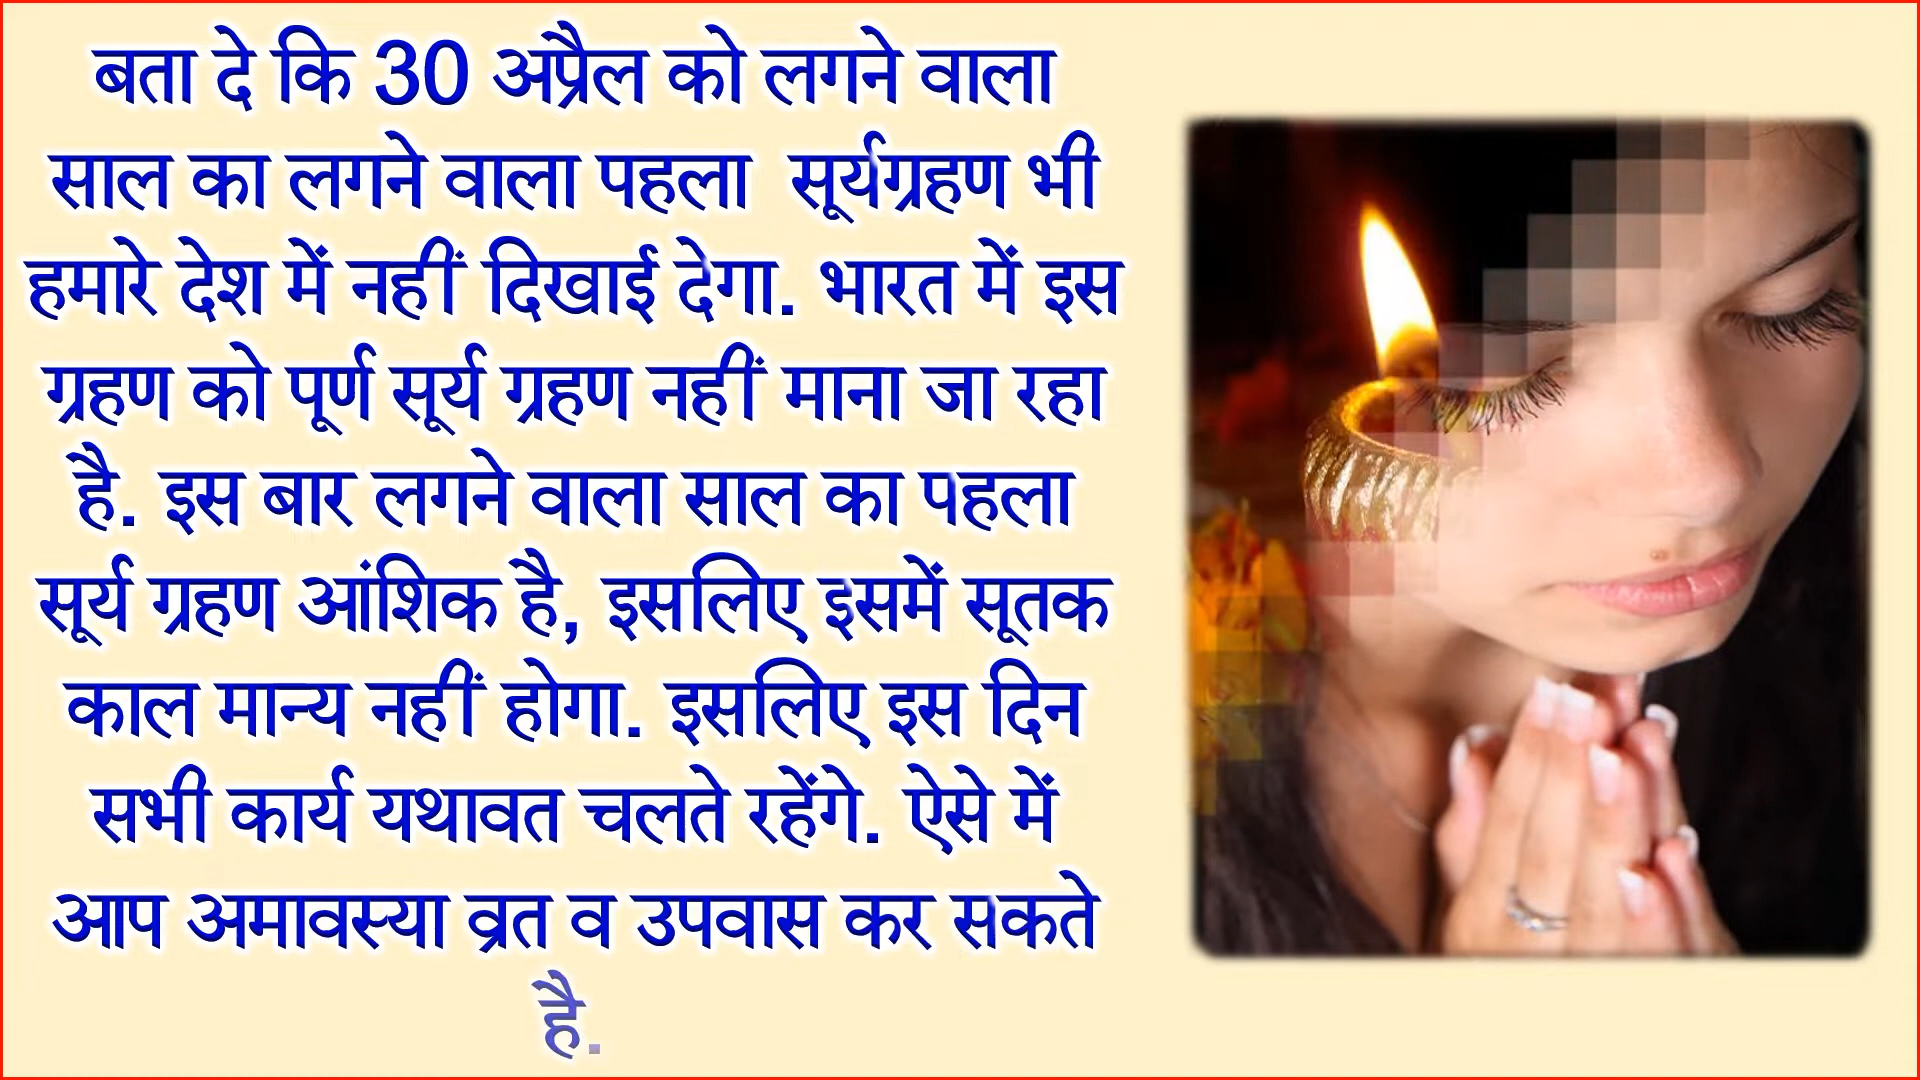 बता दे कि 30 अप्रैल को लगने वाला
साल का लगने वाला पहला सूर्यग्रहण भी
हमारे देश में नहीं दिखाई देगा. भारत में इस
ग्रहण को पूर्ण सूर्य ग्रहण नहीं माना जा रहा
है. इस बार लगने वाला साल का पहला
सूर्य ग्रहण आंशिक है, इसलिए इसमें सूतक
काल मान्य नहीं होगा. इसलिए इस दिन
सभी कार्य यथावत चलते रहेंगे. ऐसे में
आप अमावस्या व्रत व उपवास कर सकते
है.